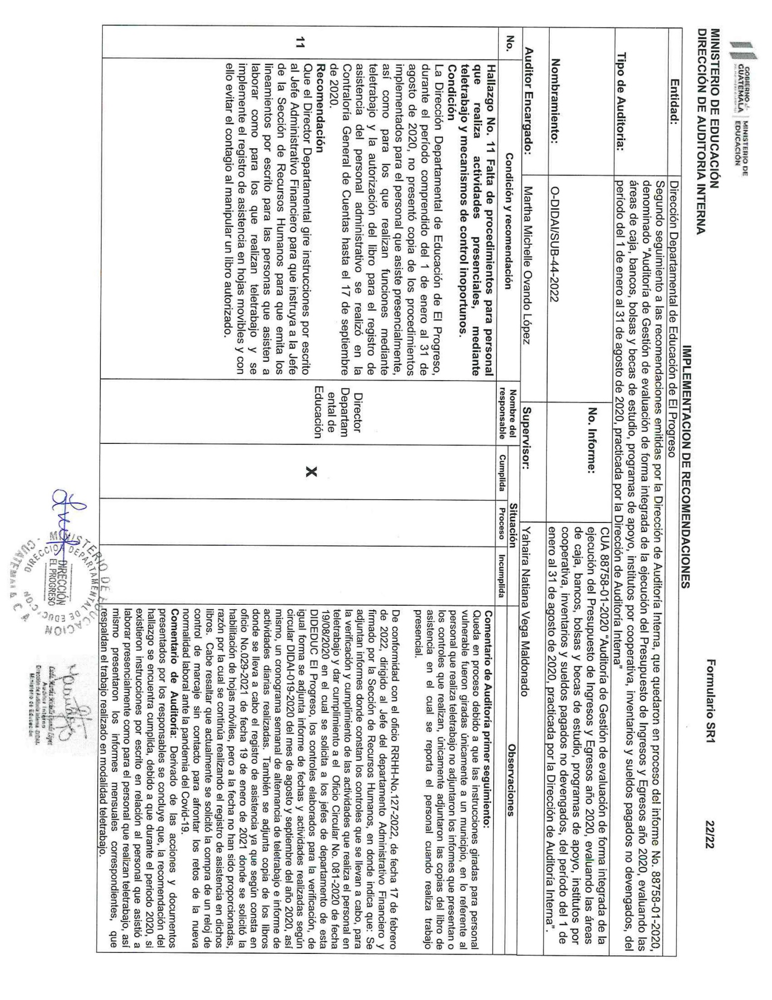 GOBIERNO de
GUATEMALA
MINISTERIO DE
EDUCACIÓN
MINISTERIO DE EDUCACIÓN
DIRECCIÓN DE AUDITORIA INTERNA
Formulario SR1
22/22
IMPLEMENTACION DE RECOMENDACIONES
Entidad:
Dirección Departamental de Educación de El Progreso
Tipo de Auditoria:
Segundo seguimiento a las recomendaciones emitidas por la Dirección de Auditoría Interna, que quedaron en proceso del informe No. 88758-01-2020,
denominado "Auditoría de Gestión de evaluación de forma integrada de la ejecución del Presupuesto de Ingresos y Egresos año 2020, evaluando las
áreas de caja, bancos, bolsas y becas de estudio, programas de apoyo, institutos por cooperativa, inventarios y sueldos pagados no devengados, del
período del 1 de enero al 31 de agosto de 2020, practicada por la Dirección de Auditoría Interna"
Nombramiento:
O-DIDAI/SUB-44-2022
No. Informe:
CUA 88758-01-2020 "Auditoría de Gestión de evaluación de forma integrada de la
ejecución del Presupuesto de Ingresos y Egresos año 2020, evaluando las áreas
de caja, bancos, bolsas y becas de estudio, programas de apoyo, institutos por
cooperativa, inventarios y sueldos pagados no devengados, del período del 1 de
enero al 31 de agosto de 2020, practicada por la Dirección de Auditoría Interna".
Auditor Encargado:
Martha Michelle Ovando López
Supervisor:
Yahaira Natiana Vega Maldonado
No.
Condición y recomendación
Nombre del
responsable
Situación
Cumplida
Proceso
Incumplida
Observaciones
11
Hallazgo No. 11 Falta de procedimientos para personal
que realiza actividades presenciales, mediante
teletrabajo y mecanismos de control inoportunos.
Condición
La Dirección Departamental de Educación de El Progreso,
durante el período comprendido del 1 de enero al 31 de
agosto de 2020, no presentó copia de los procedimientos
implementados para el personal que asiste presencialmente,
así como para los que realizan funciones mediante
teletrabajo y la autorización del libro para el registro de
asistencia del personal administrativo se realizó en la
Contraloría General de Cuentas hasta el 17 de septiembre
de 2020.
Recomendación
Que el Director Departamental gire instrucciones por escrito
al Jefe Administrativo Financiero para que instruya a la Jefe
de la Sección de Recursos Humanos para que emita los
lineamientos por escrito para las personas que asisten a
laborar como para los que realizan teletrabajo y se
implemente el registro de asistencia en hojas movibles y con
ello evitar el contagio al manipular un libro autorizado.
Director
Departam
ental de
Educación
X
Comentario de Auditoría primer seguimiento:
Queda en proceso debido a que las instrucciones giradas para personal
vulnerable fueron giradas únicamente a un municipio, en lo referente al
personal que realiza teletrabajo no adjuntaron los informes que presentan o
los controles que realizan, únicamente adjuntaron las copias del libro de
asistencia en el cual se reporta el personal cuando realiza trabajo
presencial.
De conformidad con el oficio RRHH-No.127-2022, de fecha 17 de febrero
de 2022, dirigido al Jefe del departamento Administrativo Financiero y
firmado por la Sección de Recursos Humanos, en donde indica que: Se
adjuntan informes donde constan los controles que se llevan a cabo, para
la verificación y cumplimiento de las actividades que realiza el personal en
teletrabajo y dar cumplimiento a el Oficio Circular No. 081-2020 de fecha
19/08/2020 en el cual se solicita a los jefes de departamento de esta
DIDEDUC El Progreso, los controles elaborados para la verificación, de
igual forma se adjunta informe de fechas y actividades realizadas según
circular DIDAI-019-2020 del mes de agosto y septiembre del año 2020, así
mismo, un cronograma semanal de alternancia de teletrabajo e informe de
actividades diarias realizadas. También se adjunta copia de los libros
donde se lleva a cabo el registro de asistencia ya que según consta en
oficio No.029-2021 de fecha 19 de enero de 2021 donde se solicitó la
habilitación de hojas móviles, pero a la fecha no han sido proporcionadas,
razón por la cual se continúa realizando el registro de asistencia en dichos
libros. Cabe resaltar que actualmente se solicitó la compra de un reloj de
control de marcaje sin contacto para afrontar los retos de la nueva
normalidad laboral ante la pandemia del Covid-19.
Comentario de Auditoría: Derivado de las acciones y documentos
presentados por los responsables se concluye que, la recomendación del
hallazgo se encuentra cumplida, debido a que durante el periodo 2020, si
existieron instrucciones por escrito en relación al personal que asistió a
laborar presencialmente como para el personal que realizan teletrabajo, así
mismo presentaron los informes mensuales correspondientes, que
respaldan el trabajo realizado en modalidad teletrabajo.
MINISTERIO DE EDUCACION
DIRECCION DEPARTAMENTAL DE EDUCACION
DIRECCIÓN
EL PROGRESO
GUATEMALA C A
Auditor Interno
Ministerio de Educación